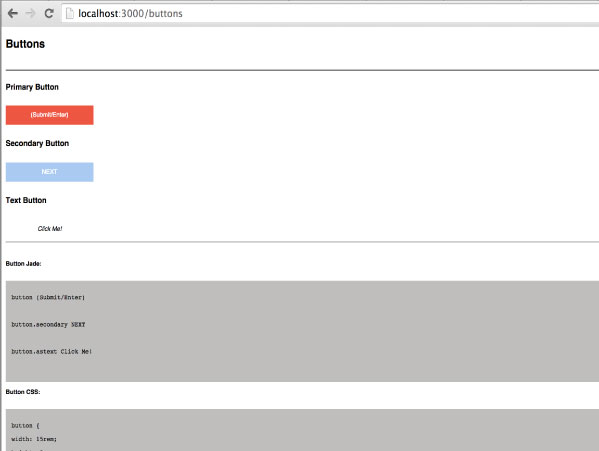 localhost:3000/buttons
Buttons
Primary Button
(Submit/Enter)
Secondary Button
NEXT
Text Button
Click Me!
Button Jade:
button (Submit/Enter)
button.secondary NEXT
button.astext Click Me!
Button CSS:
button {
width: 15rem;